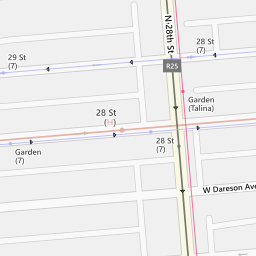 N 28th St
29 St
(7)
28 St
(7)
R25
Garden
(Talina)
28 St
(H)
28 St
(7)
Garden
(7)
W Dareson Ave